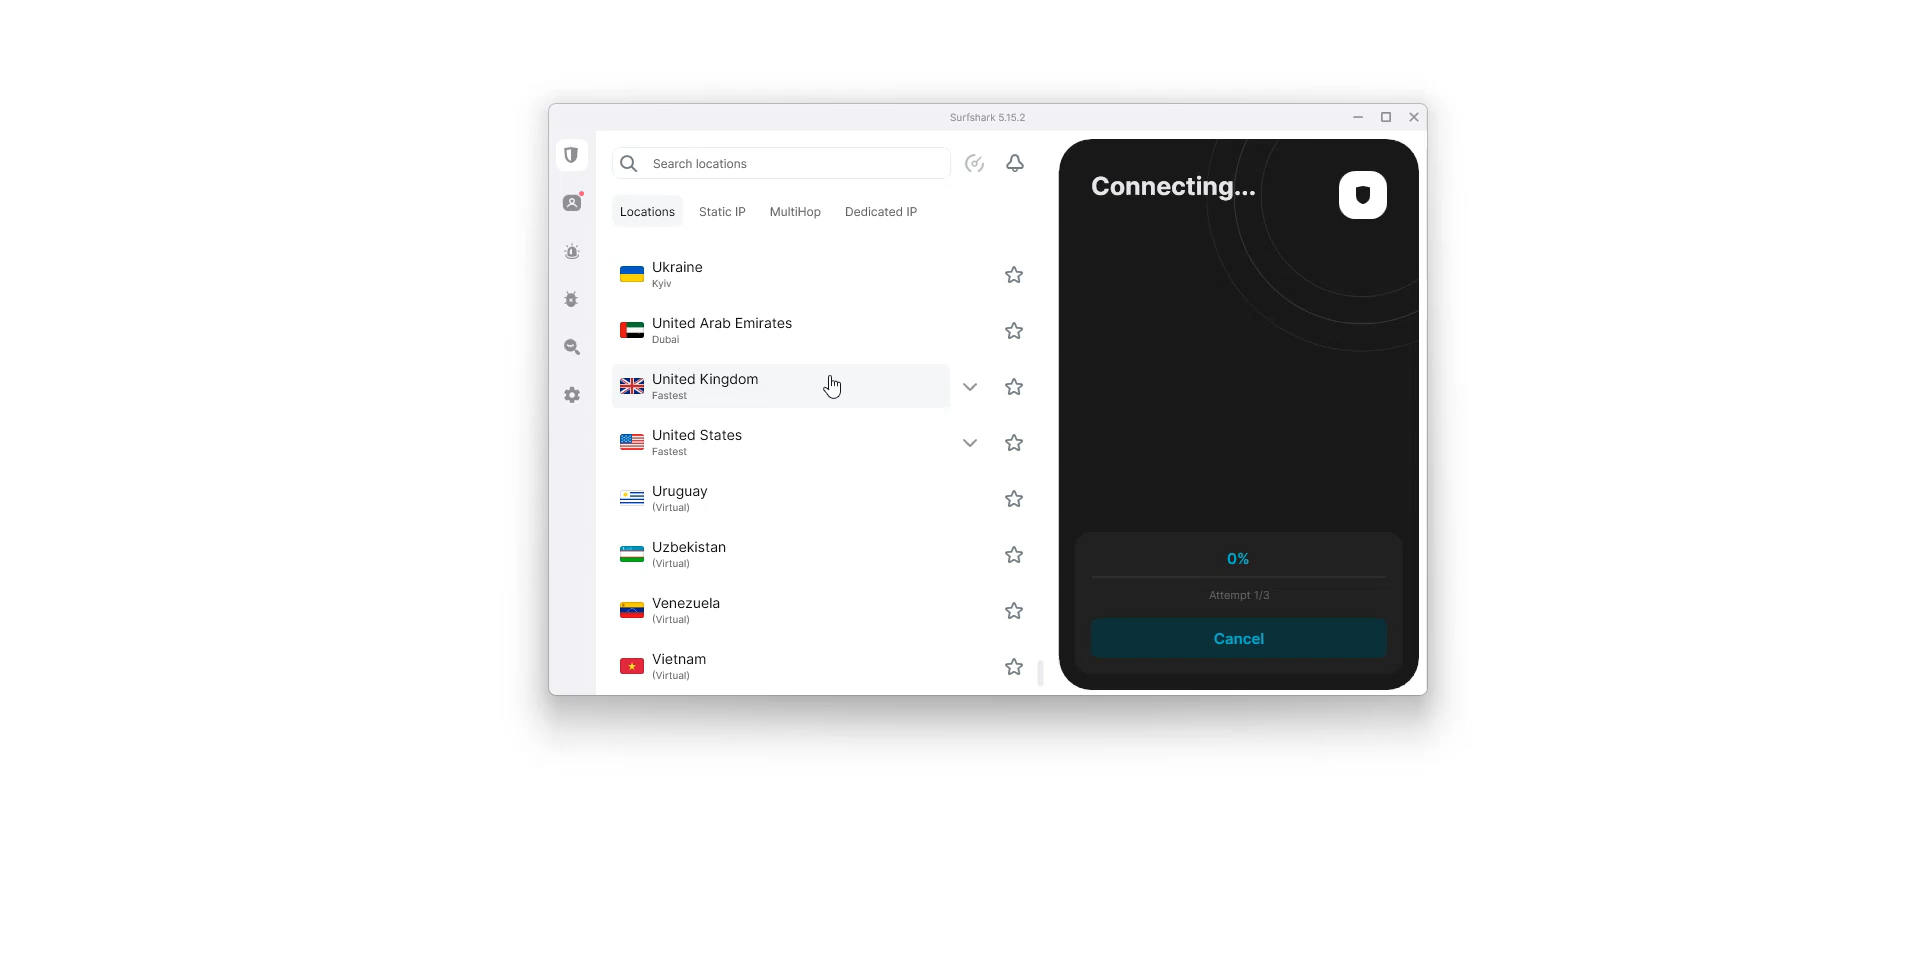 Surfshark 5.15.2
Search locations
Locations
Static IP
MultiHop
Dedicated IP
Ukraine
Kyiv
United Arab Emirates
Dubai
United Kingdom
Fastest
United States
Fastest
Uruguay
(Virtual)
Uzbekistan
(Virtual)
Venezuela
(Virtual)
Vietnam
(Virtual)
Connecting...
0%
Attempt 1/3
Cancel